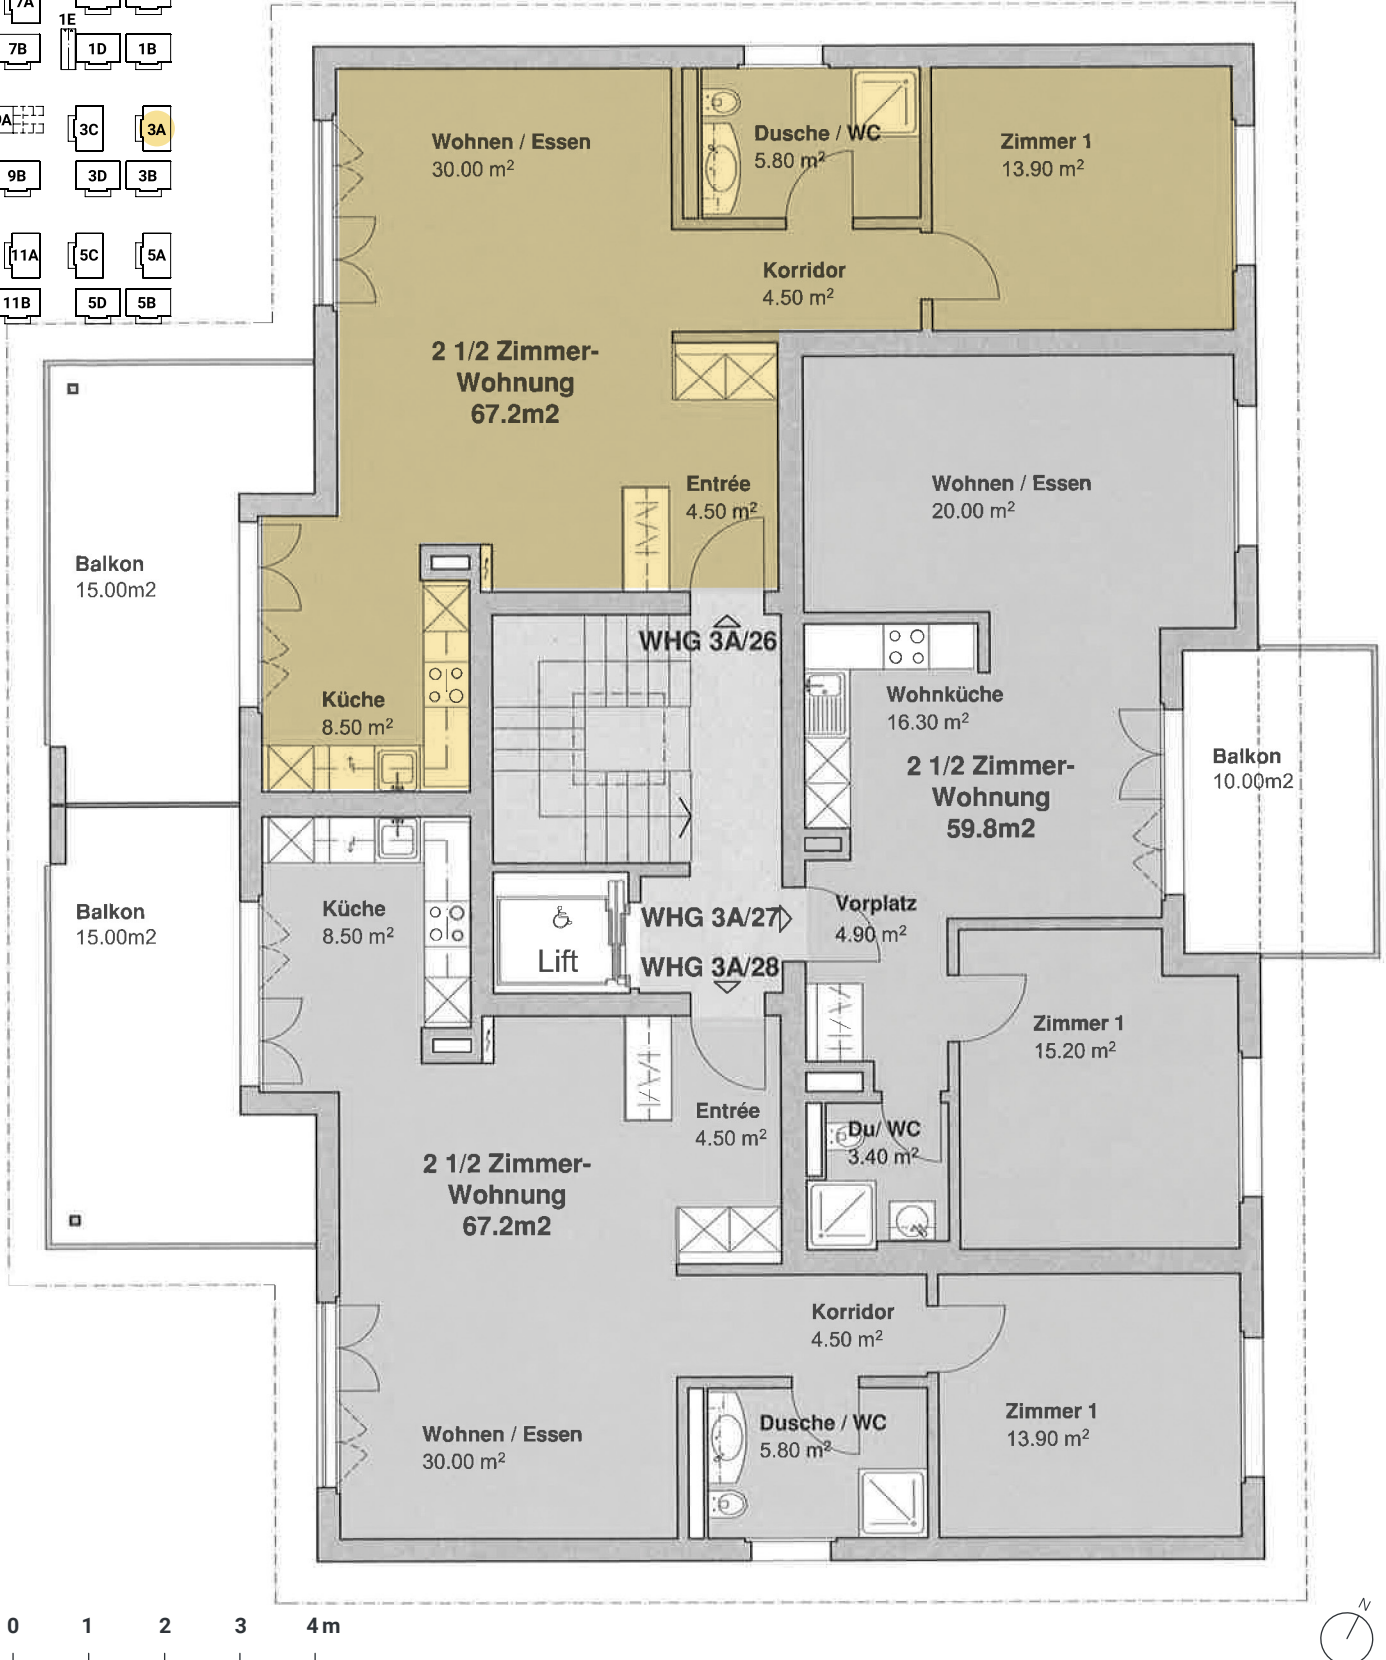 7A
1E
7B
1D
1B
9A
3C
3A
9B
3D
3B
11A
5C
5A
11B
5D
5B
Wohnen / Essen
30.00 m²
Dusche / WC
5.80 m²
Zimmer 1
13.90 m²
Korridor
4.50 m²
2 1/2 Zimmer-
Wohnung
67.2m2
Entrée
4.50 m²
Wohnen / Essen
20.00 m²
Balkon
15.00m2
WHG 3A/26
Küche
8.50 m²
Wohnküche
16.30 m²
2 1/2 Zimmer-
Wohnung
59.8m2
Balkon
10.00m2
Balkon
15.00m2
Küche
8.50 m²
Lift
WHG 3A/27
WHG 3A/28
Vorplatz
4.90 m²
Zimmer 1
15.20 m²
Entrée
4.50 m²
Du/ WC
3.40 m²
2 1/2 Zimmer-
Wohnung
67.2m2
Korridor
4.50 m²
Wohnen / Essen
30.00 m²
Dusche / WC
5.80 m²
Zimmer 1
13.90 m²
0 1 2 3 4 m
N